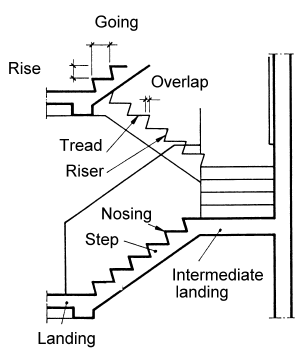 Going
Rise
Overlap
Tread
Riser
Nosing
Step
Intermediate
landing
Landing